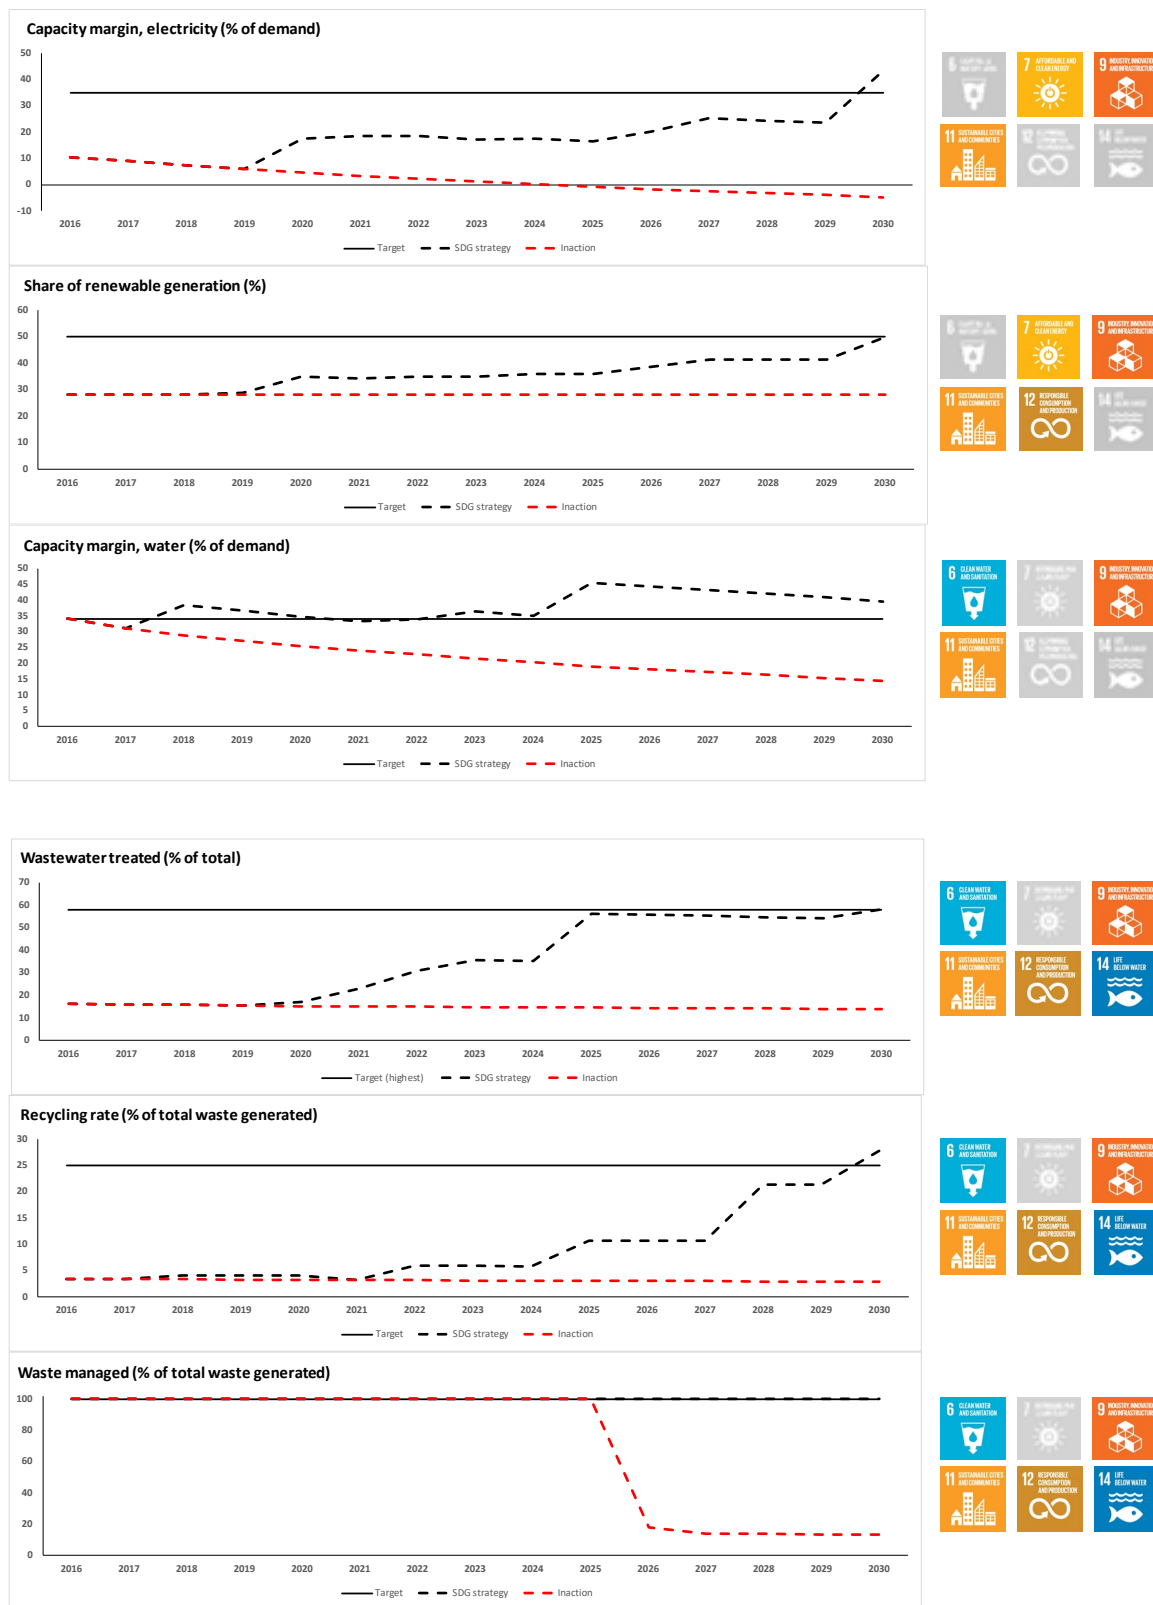 Capacity margin, electricity (% of demand)
50
40
30
20
10
0
-10
2016 2017 2018 2019 2020 2021 2022 2023 2024 2025 2026 2027 2028 2029 2030
Target SDG strategy Inaction
6
7 AFFORDABLE AND
CLEAN ENERGY
9 INDUSTRY, INNOVATION
AND INFRASTRUCTURE
11 SUSTAINABLE CITIES
AND COMMUNITIES
12
14 LIFE
BELOW WATER
Share of renewable generation (%)
60
50
40
30
20
10
0
2016 2017 2018 2019 2020 2021 2022 2023 2024 2025 2026 2027 2028 2029 2030
Target SDG strategy Inaction
6
7 AFFORDABLE AND
CLEAN ENERGY
9 INDUSTRY, INNOVATION
AND INFRASTRUCTURE
11 SUSTAINABLE CITIES
AND COMMUNITIES
12 RESPONSIBLE
CONSUMPTION
AND PRODUCTION
14
Capacity margin, water (% of demand)
50
45
40
35
30
25
20
15
10
5
0
2016 2017 2018 2019 2020 2021 2022 2023 2024 2025 2026 2027 2028 2029 2030
Target SDG strategy Inaction
6 CLEAN WATER
AND SANITATION
7
9 INDUSTRY, INNOVATION
AND INFRASTRUCTURE
11 SUSTAINABLE CITIES
AND COMMUNITIES
12
14
Wastewater treated (% of total)
70
60
50
40
30
20
10
0
2016 2017 2018 2019 2020 2021 2022 2023 2024 2025 2026 2027 2028 2029 2030
Target (highest) SDG strategy Inaction
6 CLEAN WATER
AND SANITATION
7
9 INDUSTRY, INNOVATION
AND INFRASTRUCTURE
11 SUSTAINABLE CITIES
AND COMMUNITIES
12 RESPONSIBLE
CONSUMPTION
AND PRODUCTION
14 LIFE
BELOW WATER
Recycling rate (% of total waste generated)
30
25
20
15
10
5
0
2016 2017 2018 2019 2020 2021 2022 2023 2024 2025 2026 2027 2028 2029 2030
Target SDG strategy Inaction
6 CLEAN WATER
AND SANITATION
7
9 INDUSTRY, INNOVATION
AND INFRASTRUCTURE
11 SUSTAINABLE CITIES
AND COMMUNITIES
12 RESPONSIBLE
CONSUMPTION
AND PRODUCTION
14 LIFE
BELOW WATER
Waste managed (% of total waste generated)
100
80
60
40
20
0
2016 2017 2018 2019 2020 2021 2022 2023 2024 2025 2026 2027 2028 2029 2030
Target SDG strategy Inaction
6 CLEAN WATER
AND SANITATION
7
9 INDUSTRY, INNOVATION
AND INFRASTRUCTURE
11 SUSTAINABLE CITIES
AND COMMUNITIES
12 RESPONSIBLE
CONSUMPTION
AND PRODUCTION
14 LIFE
BELOW WATER